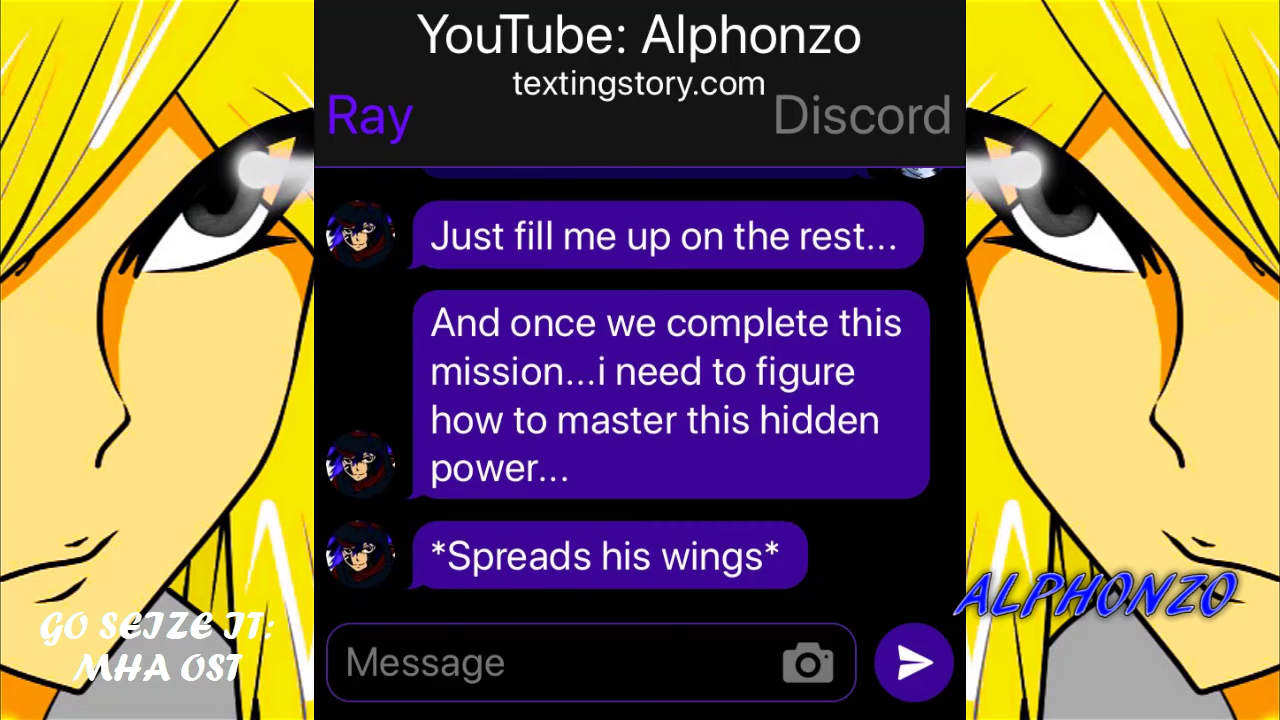 YouTube: Alphonzo
textingstory.com
Ray
Discord
Just fill me up on the rest...
And once we complete this
mission...i need to figure
how to master this hidden
power...
*Spreads his wings*
Message
GO SEIZE IT:
MHA OST
ALPHONZO